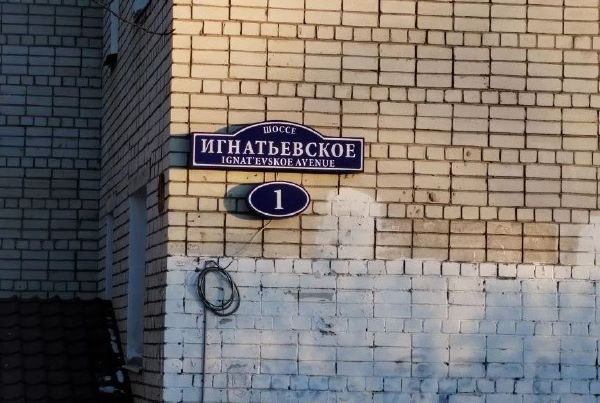 ШОССЕ
ИГНАТЬЕВСКОЕ
IGNAT'EVSKOE AVENUE
1